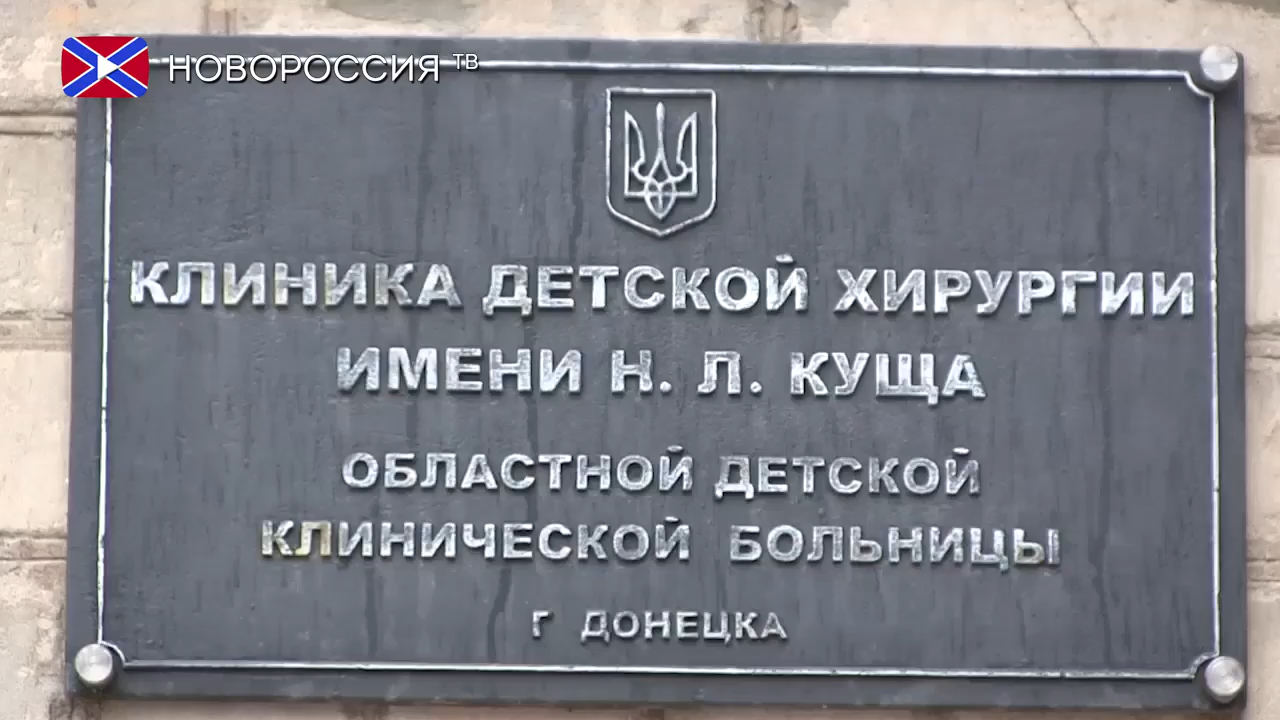 НОВОРОССИЯ ТВ
КЛИНИКА ДЕТСКОЙ ХИРУРГИИ
ИМЕНИ Н. Л. КУЩА
ОБЛАСТНОЙ ДЕТСКОЙ
КЛИНИЧЕСКОЙ БОЛЬНИЦЫ
Г ДОНЕЦКА